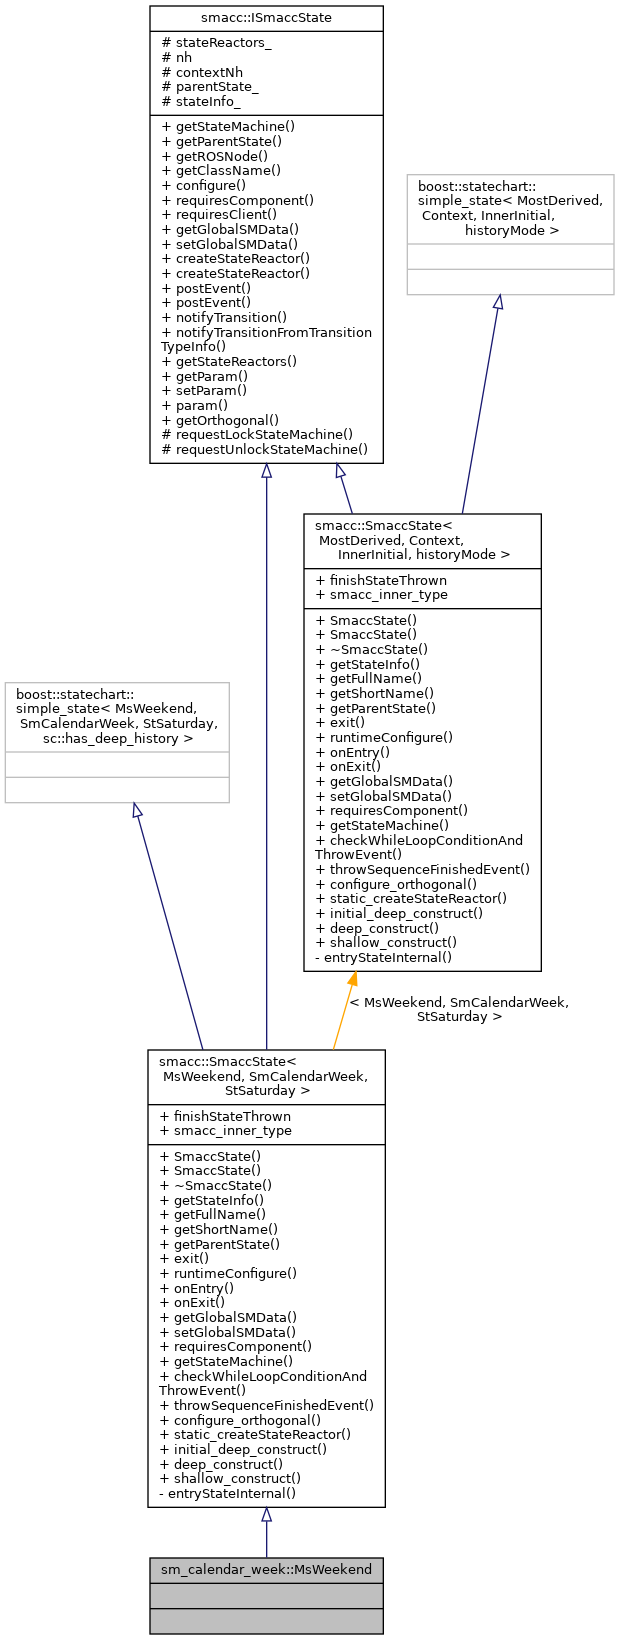 smacc::ISmaccState
# stateReactors_
# nh
# contextNh
# parentState_
# stateInfo_
+ getStateMachine()
+ getParentState()
+ getROSNode()
+ getClassName()
+ configure()
+ requiresComponent()
+ requiresClient()
+ getGlobalSMData()
+ setGlobalSMData()
+ createStateReactor()
+ createStateReactor()
+ postEvent()
+ postEvent()
+ notifyTransition()
+ notifyTransitionFromTransition
TypeInfo()
+ getStateReactors()
+ getParam()
+ setParam()
+ param()
+ getOrthogonal()
# requestLockStateMachine()
# requestUnlockStateMachine()
boost::statechart::
simple_state< MostDerived,
Context, InnerInitial,
historyMode >
smacc::SmaccState<
MostDerived, Context,
InnerInitial, historyMode >
+ finishStateThrown
+ smacc_inner_type
+ SmaccState()
+ SmaccState()
+ ~SmaccState()
+ getStateInfo()
+ getFullName()
+ getShortName()
+ getParentState()
+ exit()
+ runtimeConfigure()
+ onEntry()
+ onExit()
+ getGlobalSMData()
+ setGlobalSMData()
+ requiresComponent()
+ getStateMachine()
+ checkWhileLoopConditionAnd
ThrowEvent()
+ throwSequenceFinishedEvent()
+ configure_orthogonal()
+ static_createStateReactor()
+ initial_deep_construct()
+ deep_construct()
+ shallow_construct()
- entryStateInternal()
boost::statechart::
simple_state< MsWeekend,
SmCalendarWeek, StSaturday,
sc::has_deep_history >
< MsWeekend, SmCalendarWeek,
StSaturday >
smacc::SmaccState<
MsWeekend, SmCalendarWeek,
StSaturday >
+ finishStateThrown
+ smacc_inner_type
+ SmaccState()
+ SmaccState()
+ ~SmaccState()
+ getStateInfo()
+ getFullName()
+ getShortName()
+ getParentState()
+ exit()
+ runtimeConfigure()
+ onEntry()
+ onExit()
+ getGlobalSMData()
+ setGlobalSMData()
+ requiresComponent()
+ getStateMachine()
+ checkWhileLoopConditionAnd
ThrowEvent()
+ throwSequenceFinishedEvent()
+ configure_orthogonal()
+ static_createStateReactor()
+ initial_deep_construct()
+ deep_construct()
+ shallow_construct()
- entryStateInternal()
sm_calendar_week::MsWeekend